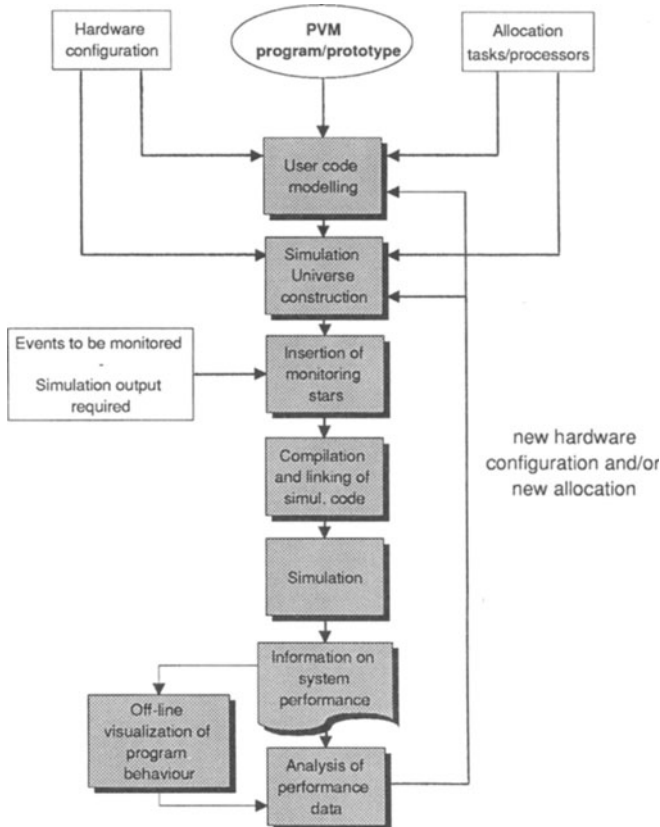 Hardware
configuration
PVM
program/prototype
Allocation
tasks/processors
User code
modelling
Simulation
Universe
construction
Events to be monitored
-
Simulation output
required
Insertion of
monitoring
stars
Compilation
and linking of
simul. code
new hardware
configuration and/or
new allocation
Simulation
Information on
system
performance
Off-line
visualization of
program
behaviour
Analysis of
performance
data